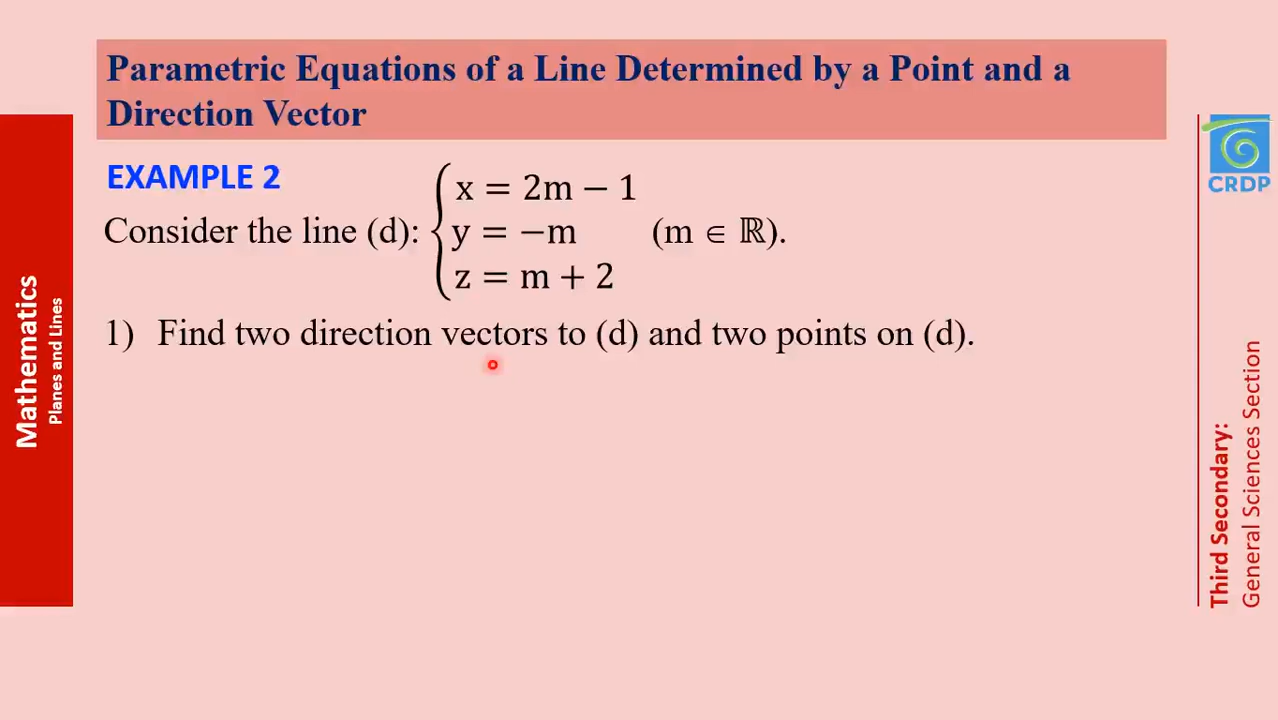 Parametric Equations of a Line Determined by a Point and a
Direction Vector
EXAMPLE 2
Consider the line (d): { x = 2m − 1
y = −m (m ∈ ℝ).
z = m + 2
1) Find two direction vectors to (d) and two points on (d).
Mathematics
Planes and Lines
CRDP
Third Secondary:
General Sciences Section